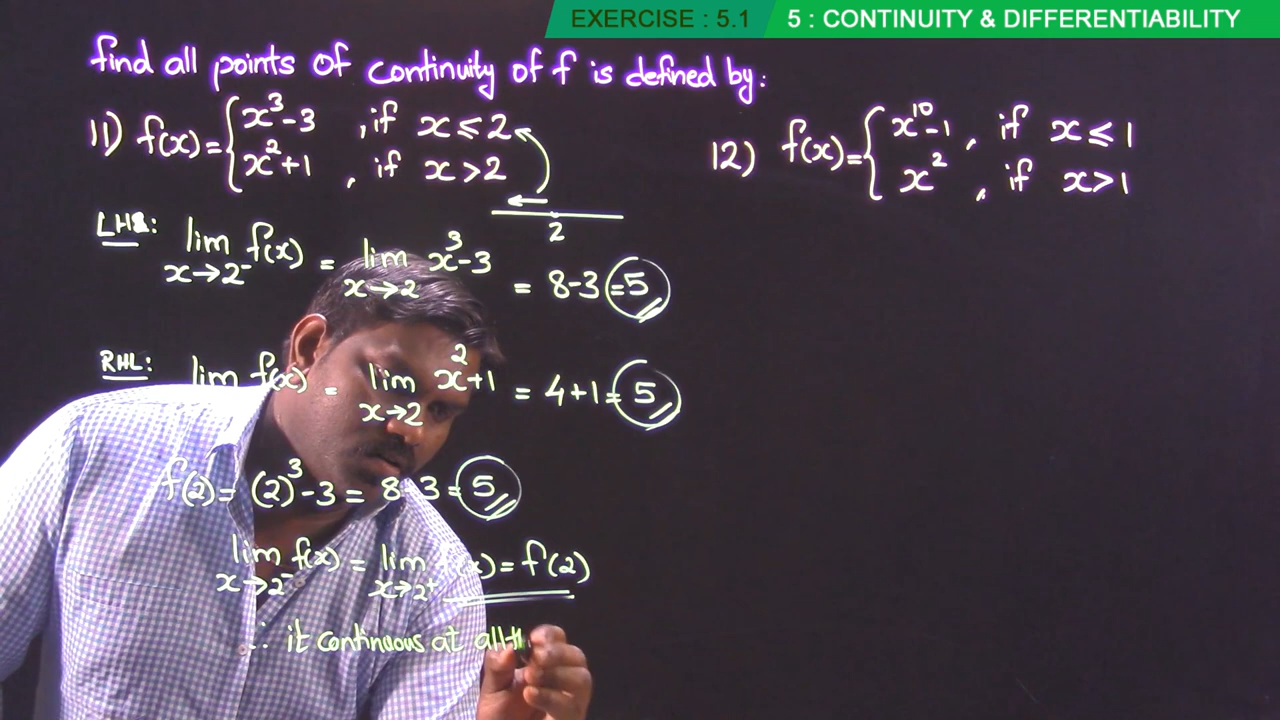 EXERCISE : 5.1 5 : CONTINUITY & DIFFERENTIABILITY
find all points of continuity of f is defined by:
11) f(x)= { x³-3 , if x ≤ 2
x²+1 , if x > 2
2
LHL: lim x→2⁻ f(x) = lim x→2 x³-3 = 8-3 = 5
RHL: lim f(x) = lim x→2 x²+1 = 4+1 = 5
f(2) = (2)³-3 = 8-3 = 5
lim x→2⁻ f(x) = lim x→2⁺ f(x) = f(2)
∴ it continuous at all
12) f(x)= { x¹⁰-1 , if x ≤ 1
x² , if x > 1